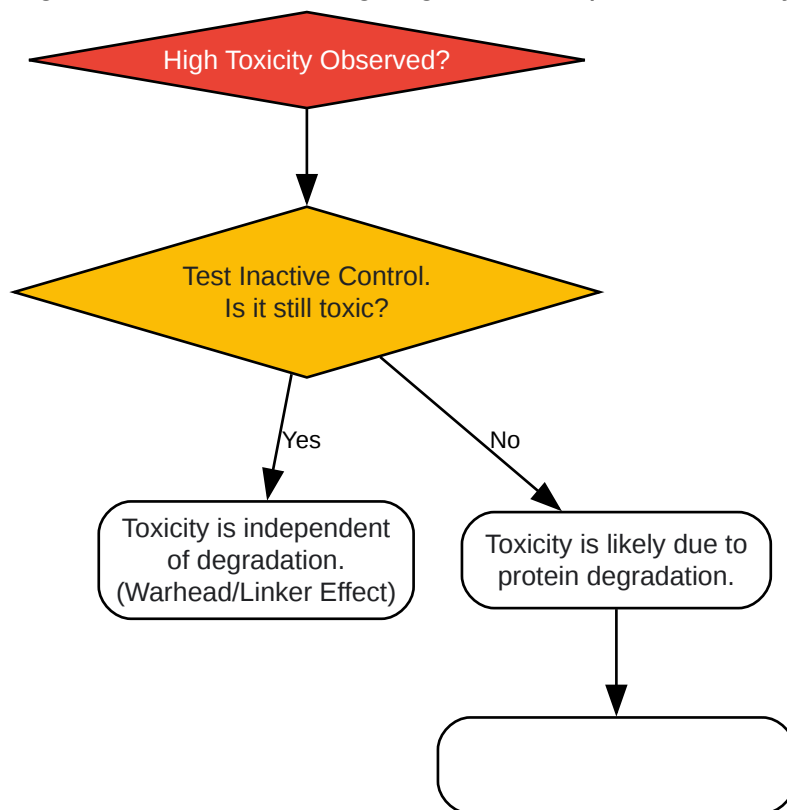 High Toxicity Observed?
Test Inactive Control.
Is it still toxic?
Yes
No
Toxicity is independent
of degradation.
(Warhead/Linker Effect)
Toxicity is likely due to
protein degradation.